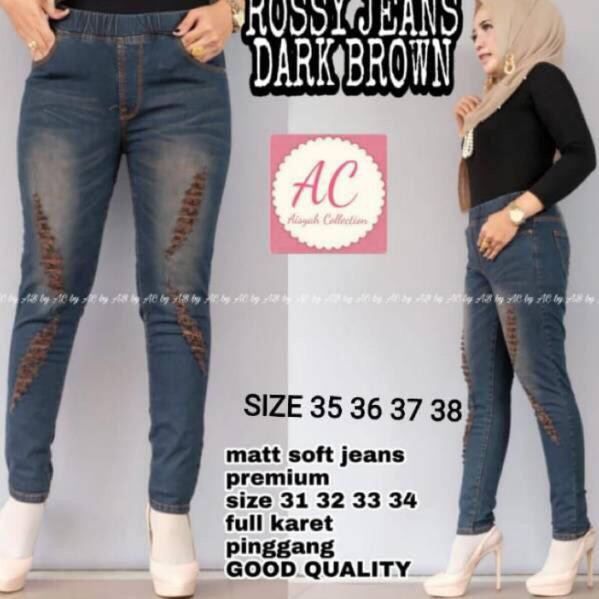 ROSSY JEANS
DARK BROWN
AC
Aisyah Collection
SIZE 35 36 37 38
matt soft jeans
premium
size 31 32 33 34
full karet
pinggang
GOOD QUALITY